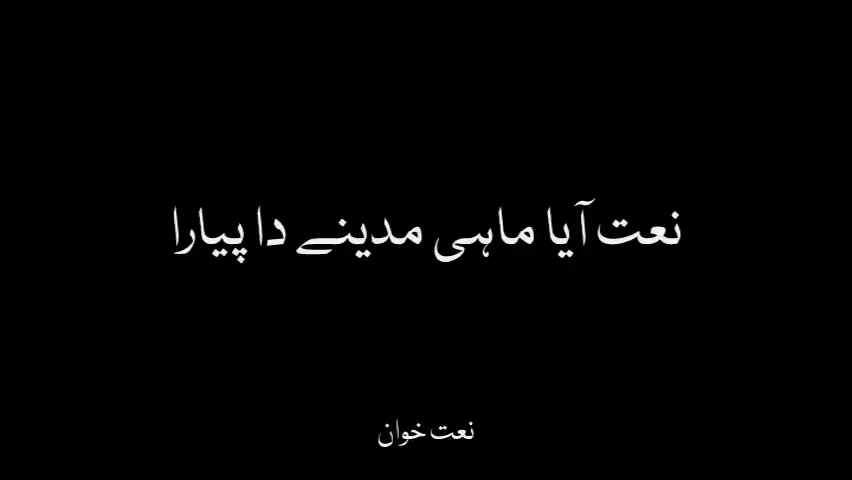 نعت آیا ماہی مدینے دا پیارا
نعت خوان